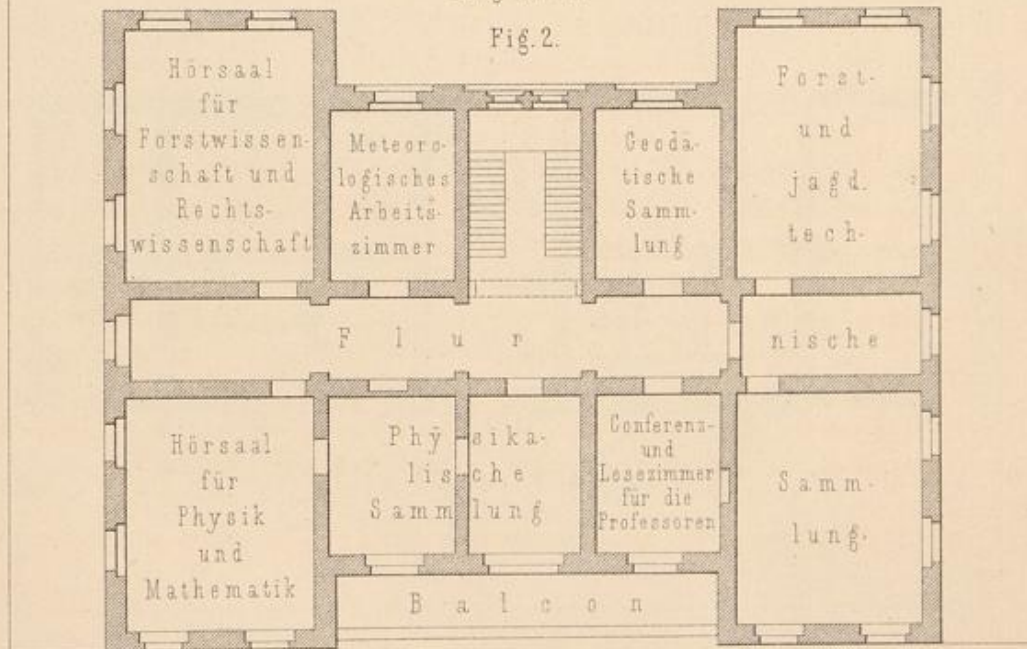 Fig. 2.
Hörsaal
für
Forstwissen-
schaft und
Rechts-
wissenschaft
Meteoro-
logisches
Arbeits-
zimmer
Geodä-
tische
Samm-
lung
Forst-
und
jagd.
tech-
nische
Samm-
lung.
Flur
Hörsaal
für
Physik
und
Mathematik
Physika-
lische
Sammlung
Conferenz-
und
Lesezimmer
für die
Professoren
Balcon